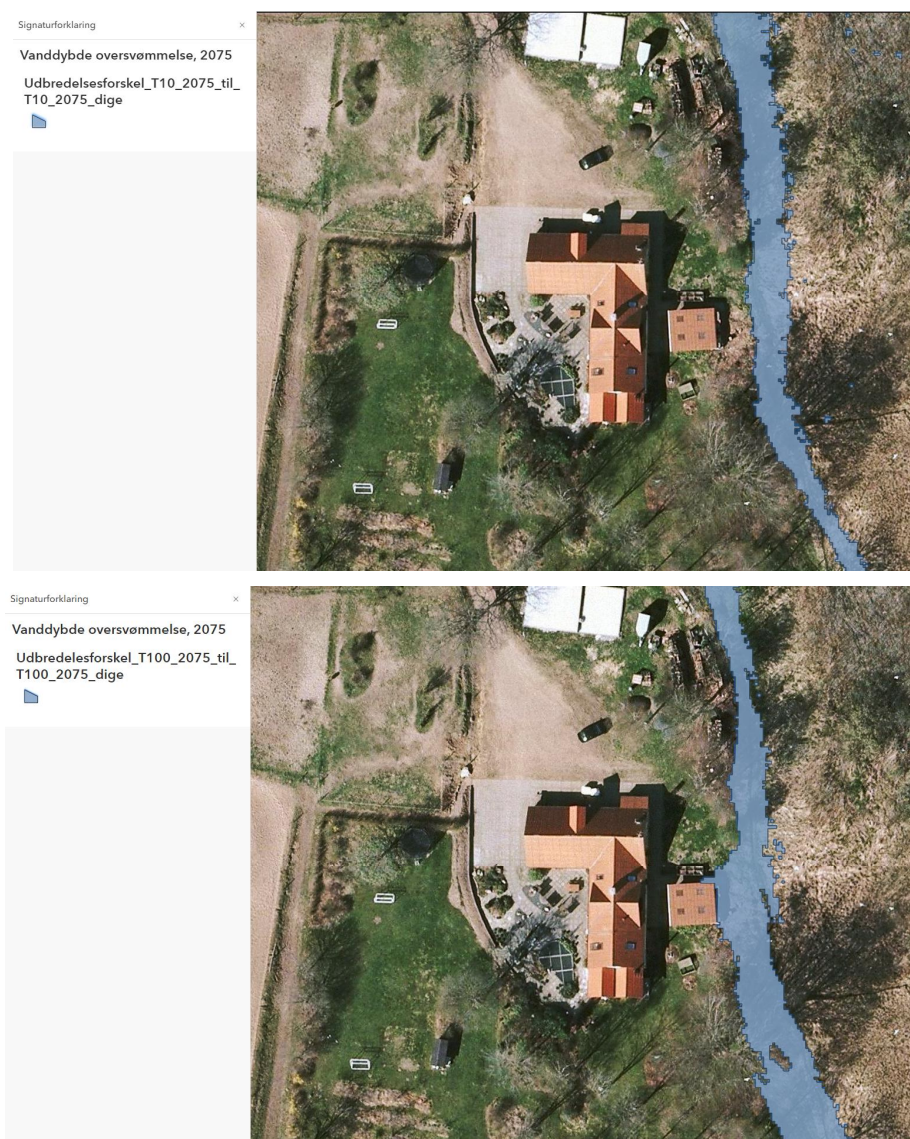 Signaturforklaring ×
Vanddybde oversvømmelse, 2075
Udbredelsesforskel_T10_2075_til_
T10_2075_dige
Signaturforklaring ×
Vanddybde oversvømmelse, 2075
Udbredelsesforskel_T100_2075_til_
T100_2075_dige